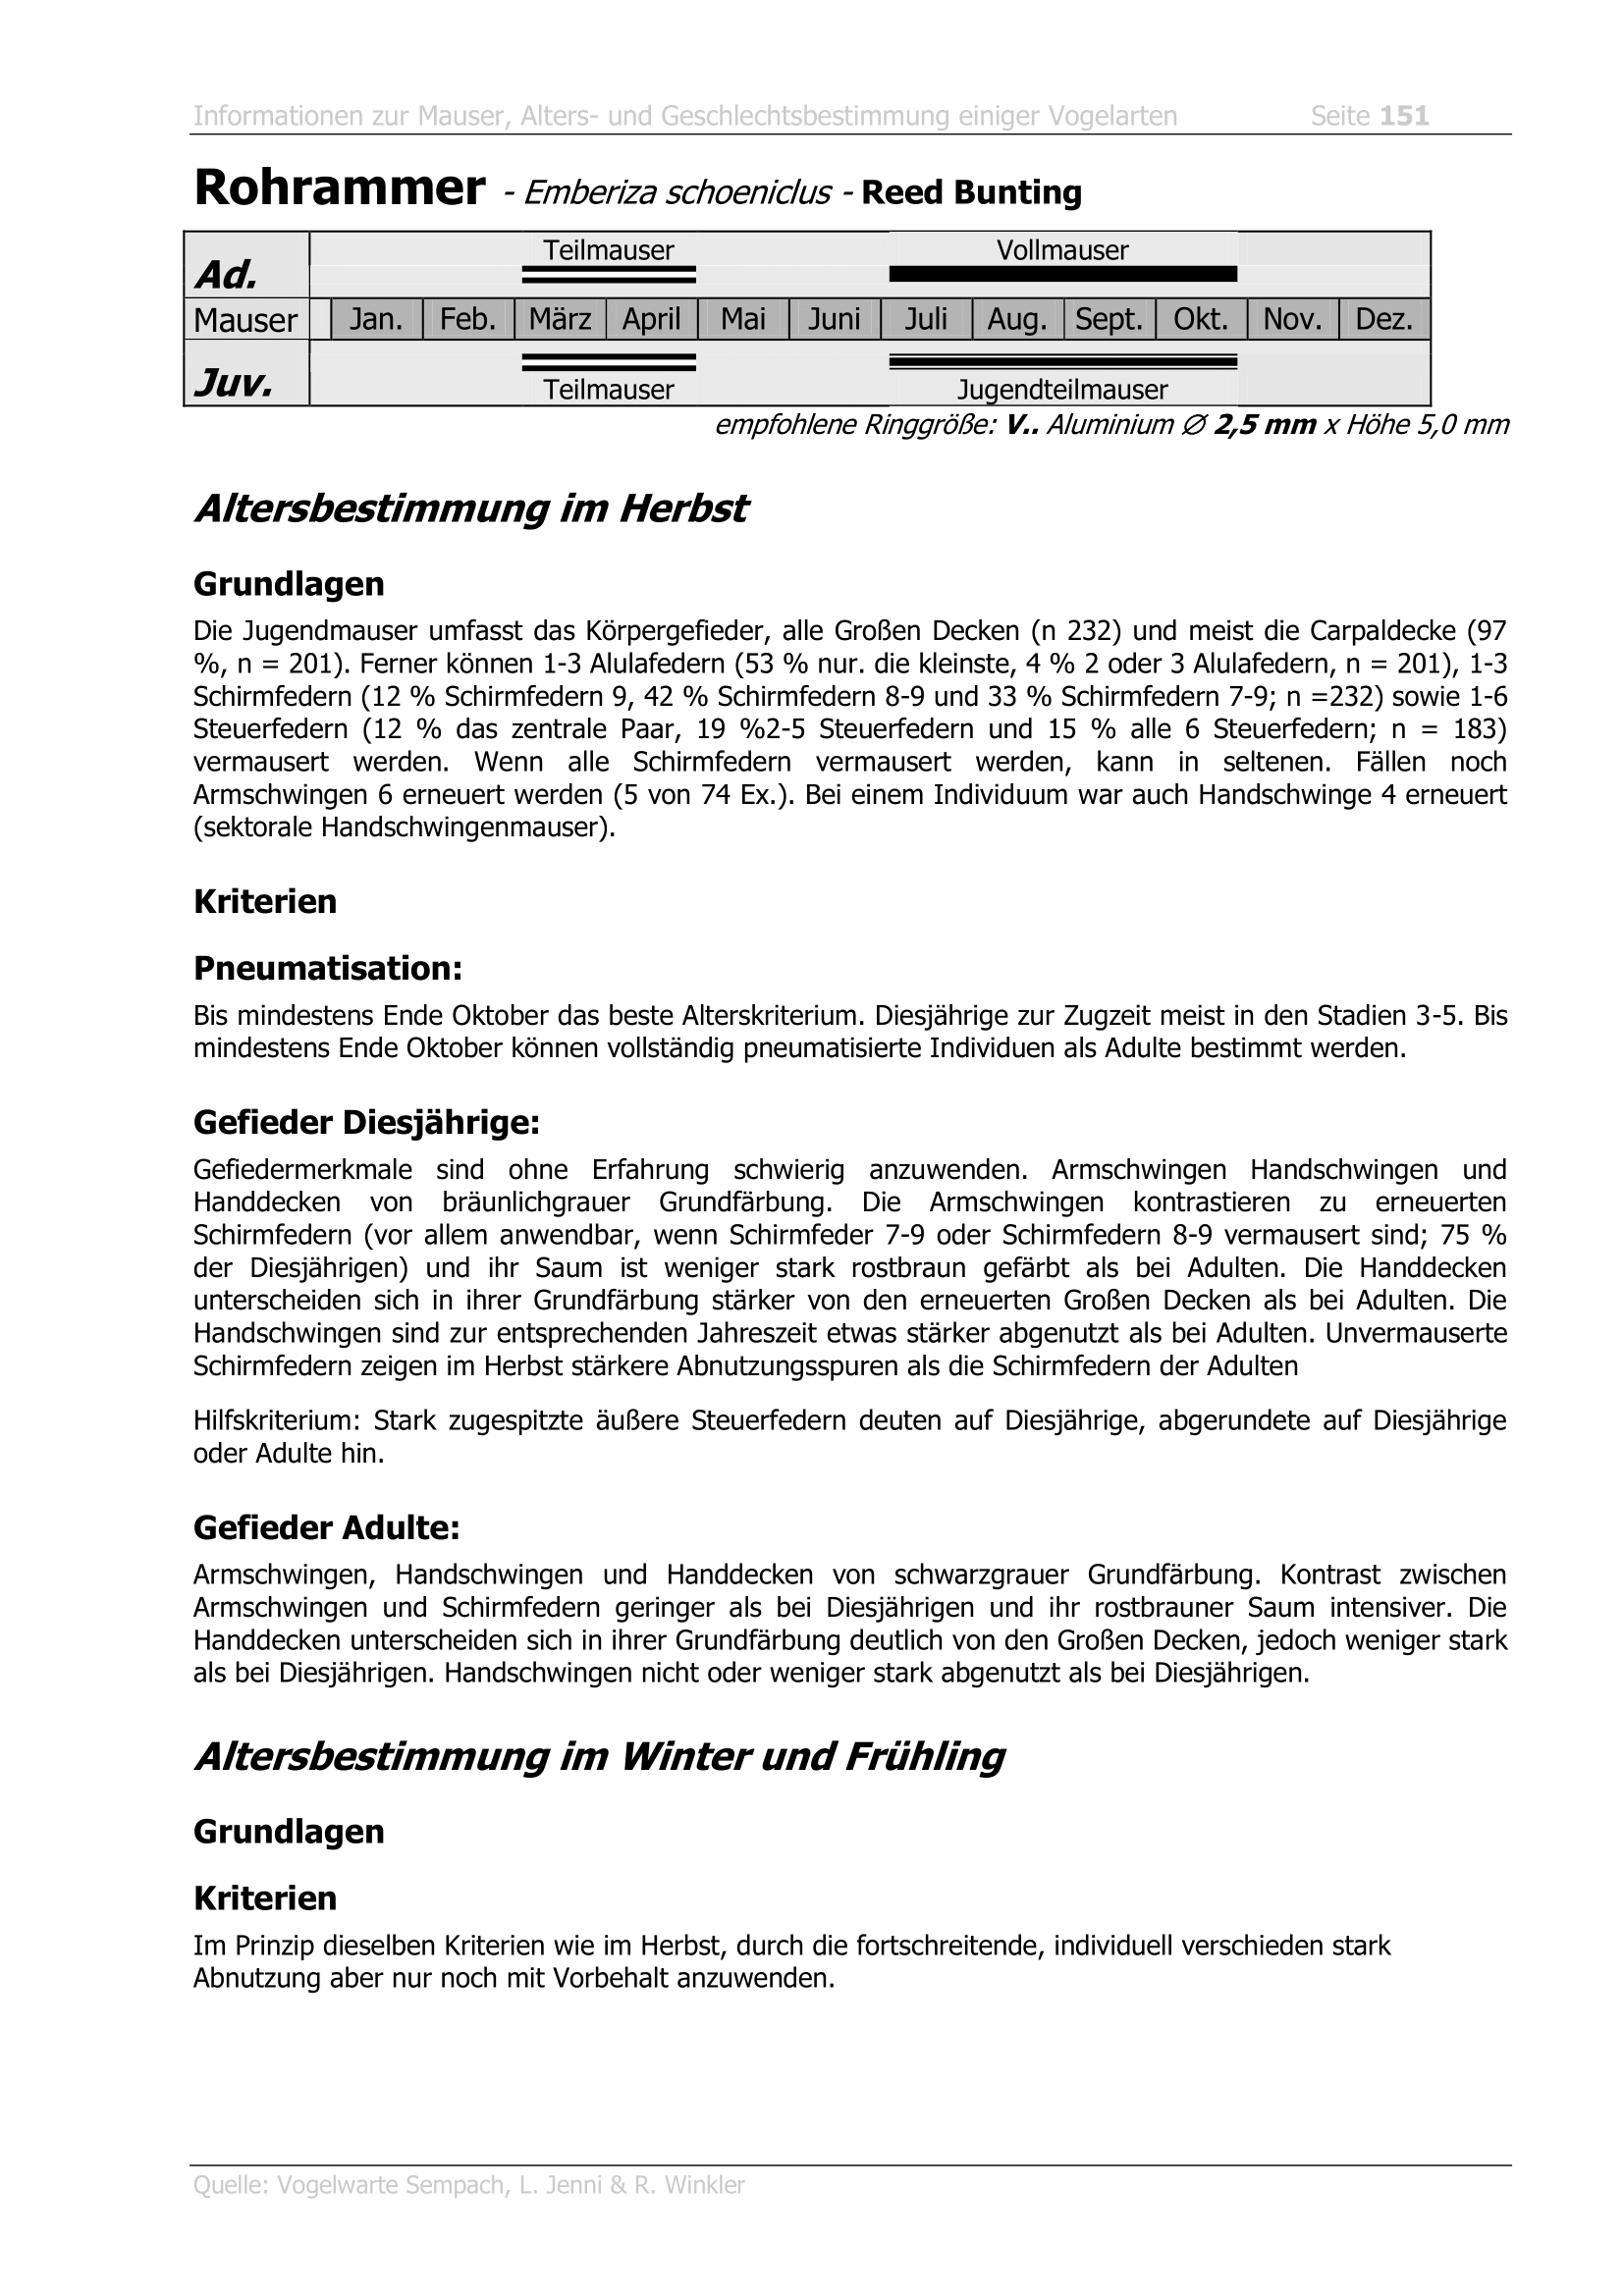 Informationen zur Mauser, Alters- und Geschlechtsbestimmung einiger Vogelarten Seite 151
Rohrammer - Emberiza schoeniclus - Reed Bunting
Teilmauser Vollmauser
Ad.
Mauser Jan. Feb. März April Mai Juni Juli Aug. Sept. Okt. Nov. Dez.
Juv.
Teilmauser Jugendteilmauser
empfohlene Ringgröße: V.. Aluminium ∅ 2,5 mm x Höhe 5,0 mm
Altersbestimmung im Herbst
Grundlagen
Die Jugendmauser umfasst das Körpergefieder, alle Großen Decken (n 232) und meist die Carpaldecke (97
%, n = 201). Ferner können 1-3 Alulafedern (53 % nur. die kleinste, 4 % 2 oder 3 Alulafedern, n = 201), 1-3
Schirmfedern (12 % Schirmfedern 9, 42 % Schirmfedern 8-9 und 33 % Schirmfedern 7-9; n =232) sowie 1-6
Steuerfedern (12 % das zentrale Paar, 19 %2-5 Steuerfedern und 15 % alle 6 Steuerfedern; n = 183)
vermausert werden. Wenn alle Schirmfedern vermausert werden, kann in seltenen. Fällen noch
Armschwingen 6 erneuert werden (5 von 74 Ex.). Bei einem Individuum war auch Handschwinge 4 erneuert
(sektorale Handschwingenmauser).
Kriterien
Pneumatisation:
Bis mindestens Ende Oktober das beste Alterskriterium. Diesjährige zur Zugzeit meist in den Stadien 3-5. Bis
mindestens Ende Oktober können vollständig pneumatisierte Individuen als Adulte bestimmt werden.
Gefieder Diesjährige:
Gefiedermerkmale sind ohne Erfahrung schwierig anzuwenden. Armschwingen Handschwingen und
Handdecken von bräunlichgrauer Grundfärbung. Die Armschwingen kontrastieren zu erneuerten
Schirmfedern (vor allem anwendbar, wenn Schirmfeder 7-9 oder Schirmfedern 8-9 vermausert sind; 75 %
der Diesjährigen) und ihr Saum ist weniger stark rostbraun gefärbt als bei Adulten. Die Handdecken
unterscheiden sich in ihrer Grundfärbung stärker von den erneuerten Großen Decken als bei Adulten. Die
Handschwingen sind zur entsprechenden Jahreszeit etwas stärker abgenutzt als bei Adulten. Unvermauserte
Schirmfedern zeigen im Herbst stärkere Abnutzungsspuren als die Schirmfedern der Adulten
Hilfskriterium: Stark zugespitzte äußere Steuerfedern deuten auf Diesjährige, abgerundete auf Diesjährige
oder Adulte hin.
Gefieder Adulte:
Armschwingen, Handschwingen und Handdecken von schwarzgrauer Grundfärbung. Kontrast zwischen
Armschwingen und Schirmfedern geringer als bei Diesjährigen und ihr rostbrauner Saum intensiver. Die
Handdecken unterscheiden sich in ihrer Grundfärbung deutlich von den Großen Decken, jedoch weniger stark
als bei Diesjährigen. Handschwingen nicht oder weniger stark abgenutzt als bei Diesjährigen.
Altersbestimmung im Winter und Frühling
Grundlagen
Kriterien
Im Prinzip dieselben Kriterien wie im Herbst, durch die fortschreitende, individuell verschieden stark
Abnutzung aber nur noch mit Vorbehalt anzuwenden.
Quelle: Vogelwarte Sempach, L. Jenni & R. Winkler